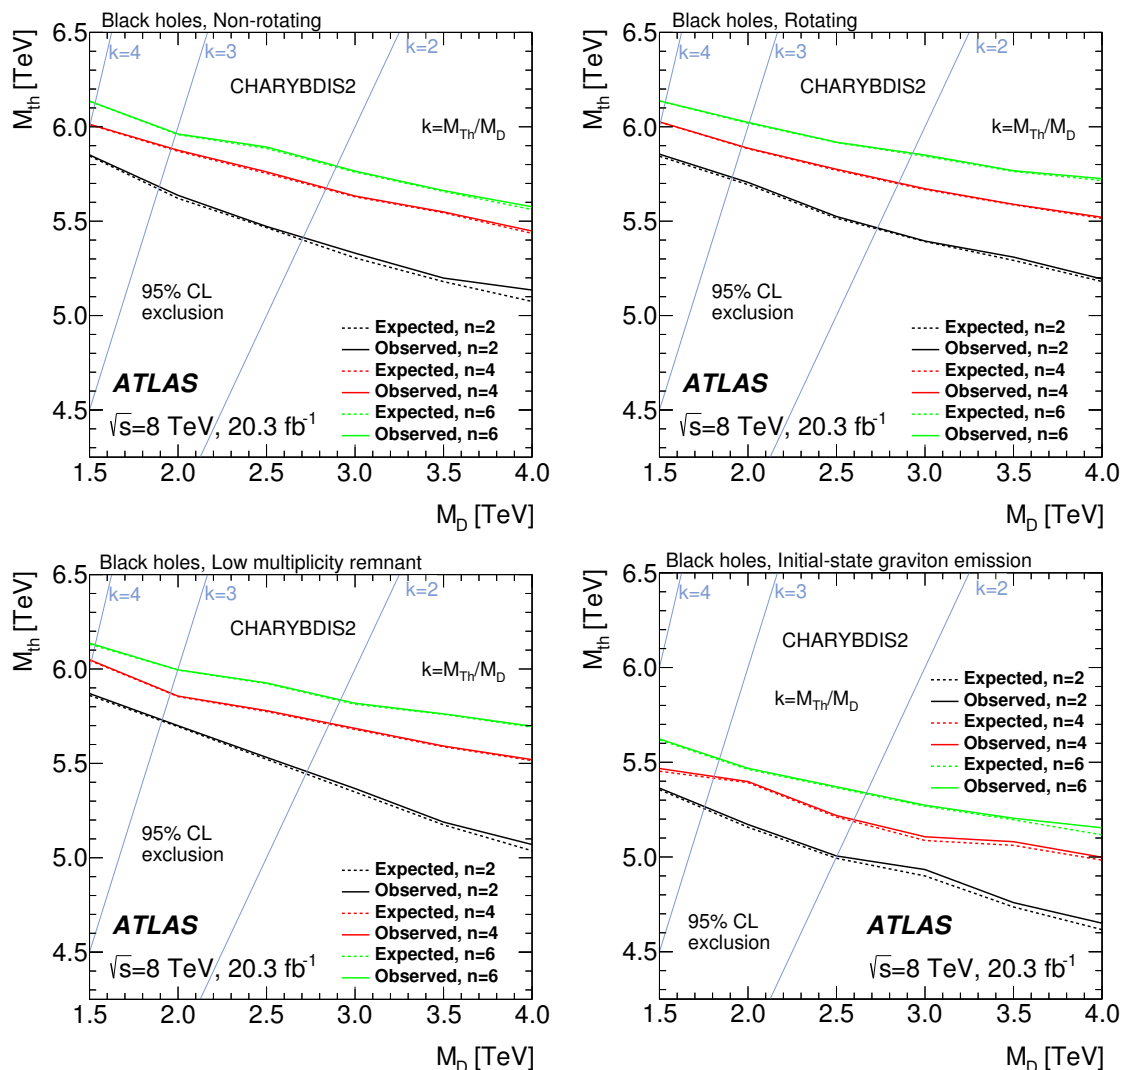 Black holes, Non-rotating
M_th [TeV]
6.5
6.0
5.5
5.0
4.5
k=4
k=3
k=2
CHARYBDIS2
k=M_Th/M_D
95% CL
exclusion
ATLAS
√s=8 TeV, 20.3 fb⁻¹
Expected, n=2
Observed, n=2
Expected, n=4
Observed, n=4
Expected, n=6
Observed, n=6
1.5 2.0 2.5 3.0 3.5 4.0
M_D [TeV]
Black holes, Rotating
M_th [TeV]
6.5
6.0
5.5
5.0
4.5
k=4
k=3
k=2
CHARYBDIS2
k=M_Th/M_D
95% CL
exclusion
ATLAS
√s=8 TeV, 20.3 fb⁻¹
Expected, n=2
Observed, n=2
Expected, n=4
Observed, n=4
Expected, n=6
Observed, n=6
1.5 2.0 2.5 3.0 3.5 4.0
M_D [TeV]
Black holes, Low multiplicity remnant
M_th [TeV]
6.5
6.0
5.5
5.0
4.5
k=4
k=3
k=2
CHARYBDIS2
k=M_Th/M_D
95% CL
exclusion
ATLAS
√s=8 TeV, 20.3 fb⁻¹
Expected, n=2
Observed, n=2
Expected, n=4
Observed, n=4
Expected, n=6
Observed, n=6
1.5 2.0 2.5 3.0 3.5 4.0
M_D [TeV]
Black holes, Initial-state graviton emission
M_th [TeV]
6.5
6.0
5.5
5.0
4.5
k=4
k=3
k=2
CHARYBDIS2
k=M_Th/M_D
Expected, n=2
Observed, n=2
Expected, n=4
Observed, n=4
Expected, n=6
Observed, n=6
95% CL
exclusion
ATLAS
√s=8 TeV, 20.3 fb⁻¹
1.5 2.0 2.5 3.0 3.5 4.0
M_D [TeV]